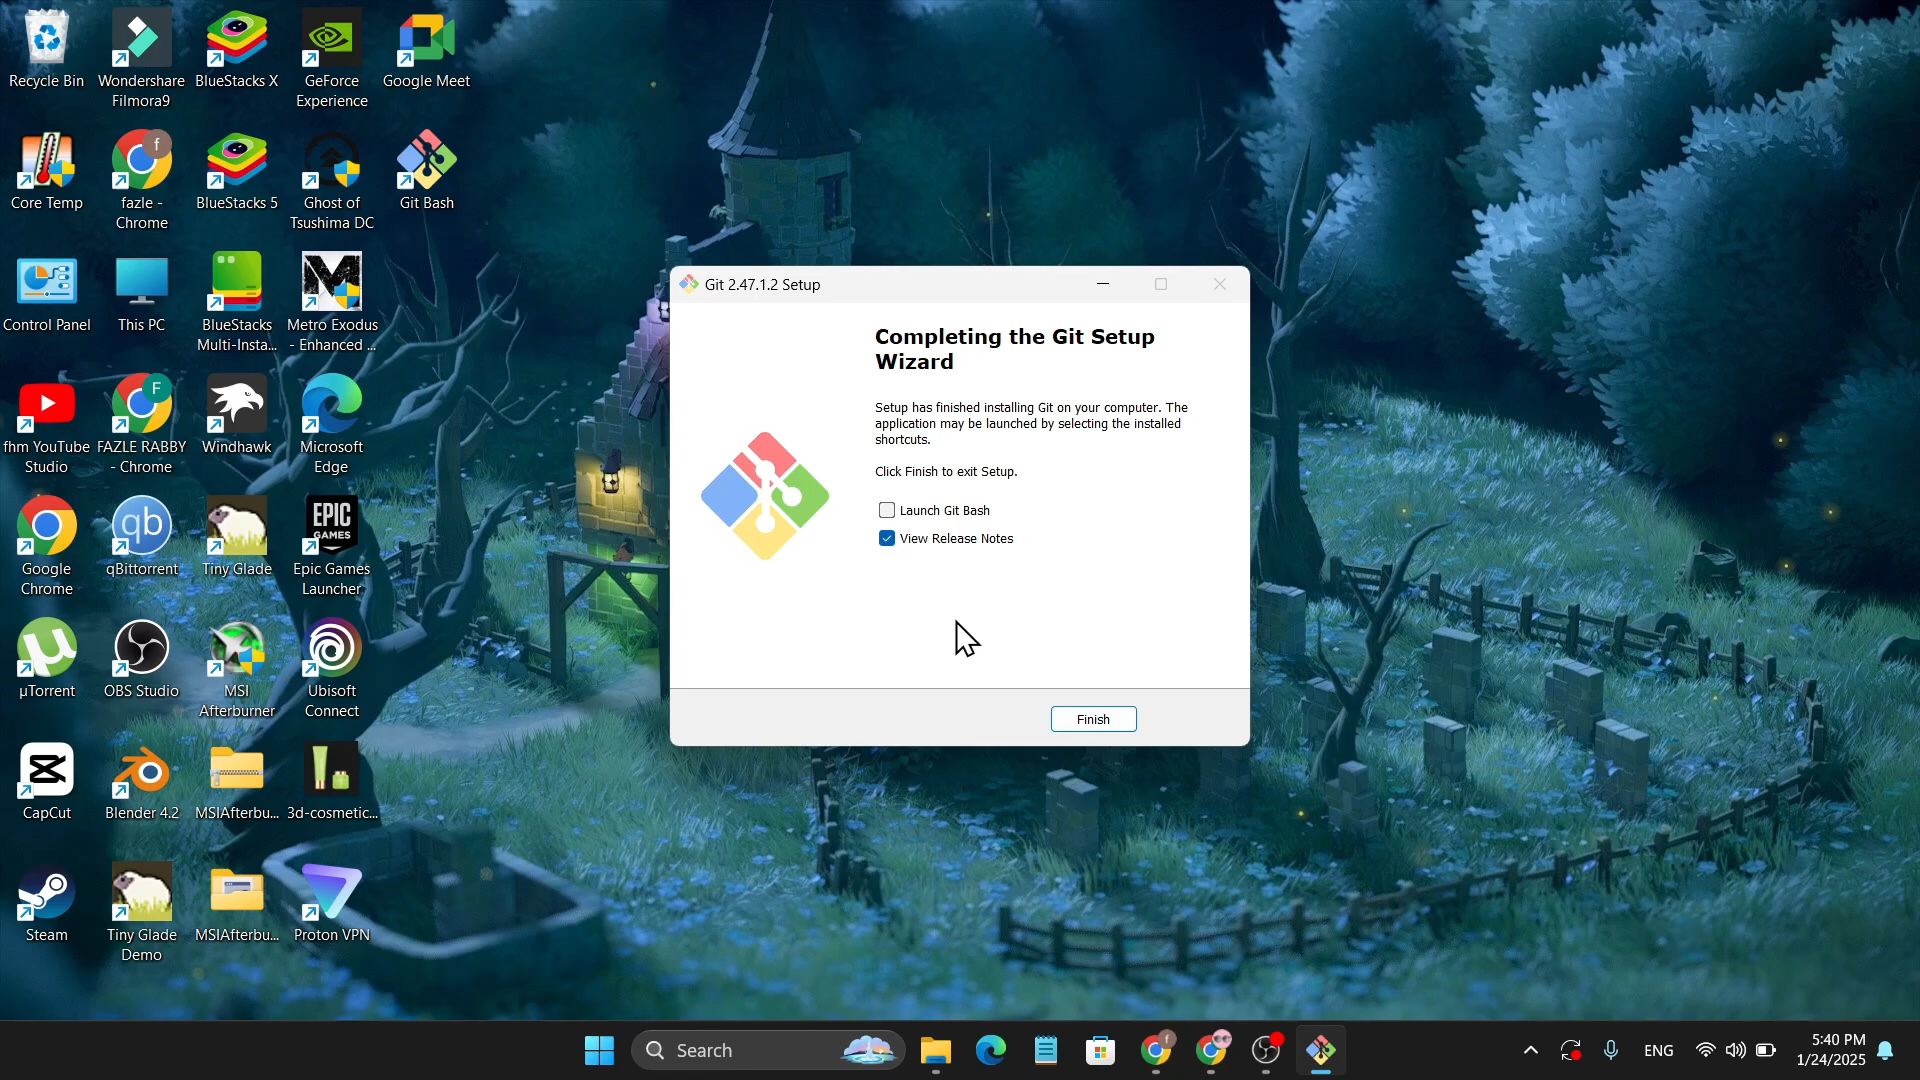 Recycle Bin
Wondershare
Filmora9
BlueStacks X
GeForce
Experience
Google Meet
Core Temp
f
fazle -
Chrome
BlueStacks 5
Ghost of
Tsushima DC
Git Bash
Control Panel
This PC
BlueStacks
Multi-Insta...
Metro Exodus
- Enhanced ...
fhm YouTube
Studio
F
FAZLE RABBY
- Chrome
Windhawk
Microsoft
Edge
Google
Chrome
qb
qBittorrent
Tiny Glade
EPIC
GAMES
Epic Games
Launcher
µTorrent
OBS Studio
MSI
Afterburner
Ubisoft
Connect
CapCut
Blender 4.2
MSIAfterbu...
3d-cosmetic...
Steam
Tiny Glade
Demo
MSIAfterbu...
Proton VPN
Git 2.47.1.2 Setup
Completing the Git Setup
Wizard
Setup has finished installing Git on your computer. The
application may be launched by selecting the installed
shortcuts.
Click Finish to exit Setup.
Launch Git Bash
View Release Notes
Finish
Search
f
ENG
5:40 PM
1/24/2025